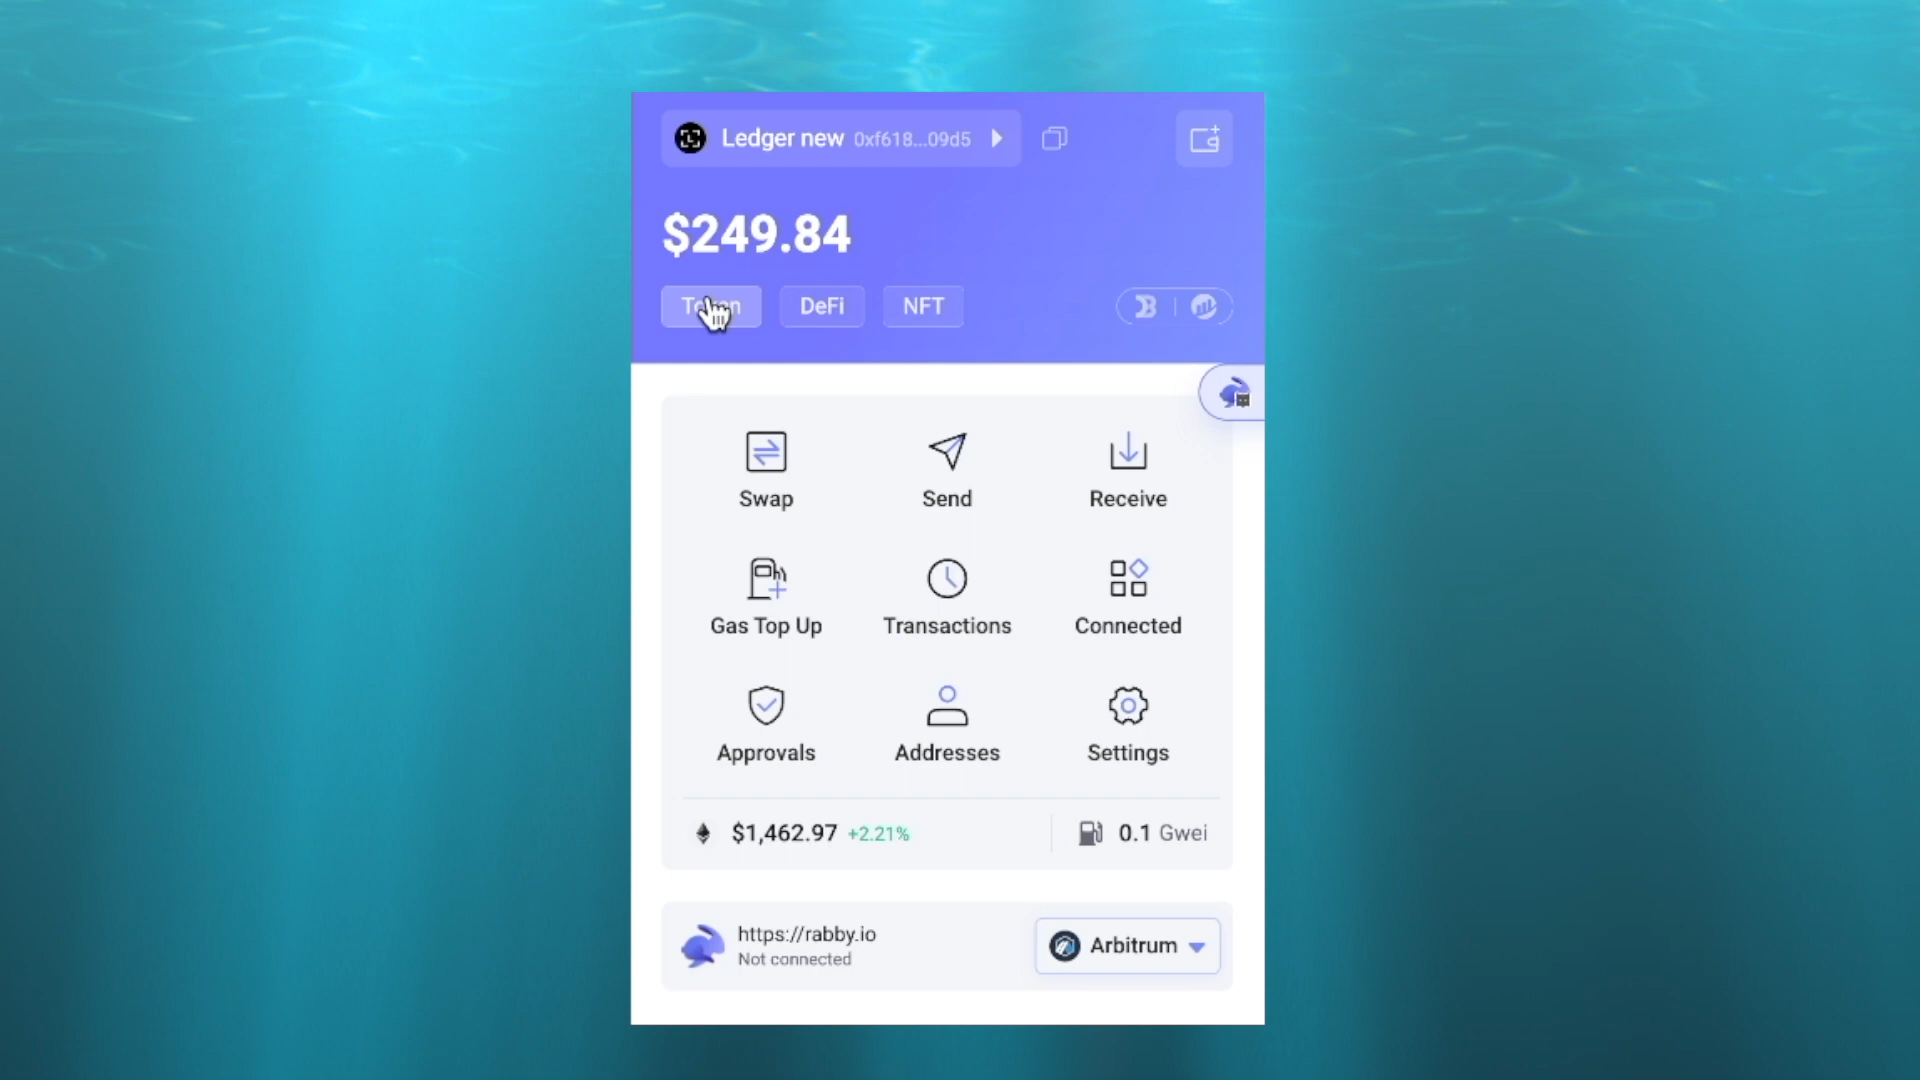 Ledger new 0xf618...09d5
$249.84
DeFi NFT
Swap Send Receive
Gas Top Up Transactions Connected
Approvals Addresses Settings
$1,462.97 +2.21% 0.1 Gwei
https://rabby.io
Not connected
Arbitrum